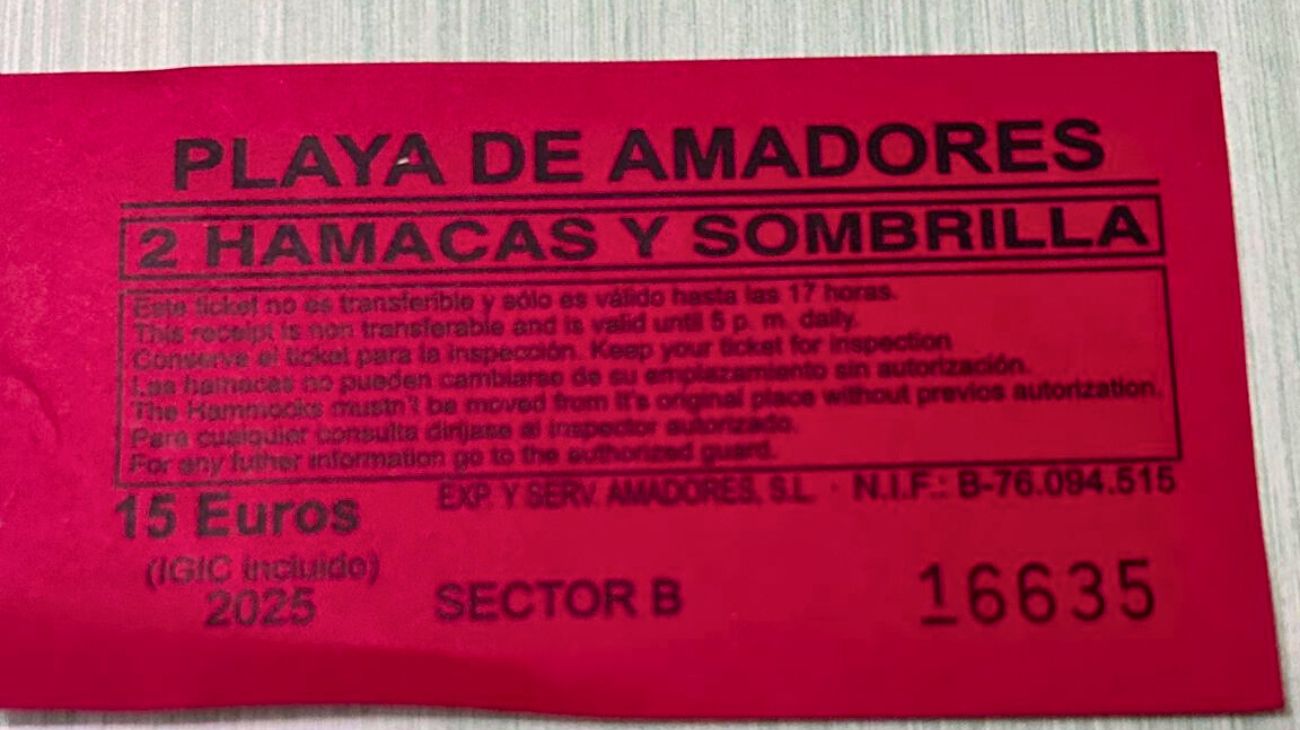 PLAYA DE AMADORES
2 HAMACAS Y SOMBRILLA
Este ticket no es transferible y sólo es válido hasta las 17 horas.
This receipt is non transferable and is valid until 5 p. m. daily.
Conserve el ticket para la inspección. Keep your ticket for inspection
Las hamacas no pueden cambiarse de su emplazamiento sin autorización.
The Hammocks mustn't be moved from it's original place without previos autorization.
Para cualquier consulta dirijase al inspector autorizado.
For any futher information go to the authorized guard.
EXP. Y SERV. AMADORES, S.L. · N.I.F.: B-76.094.515
15 Euros
(IGIC incluido)
2025
SECTOR B
16635